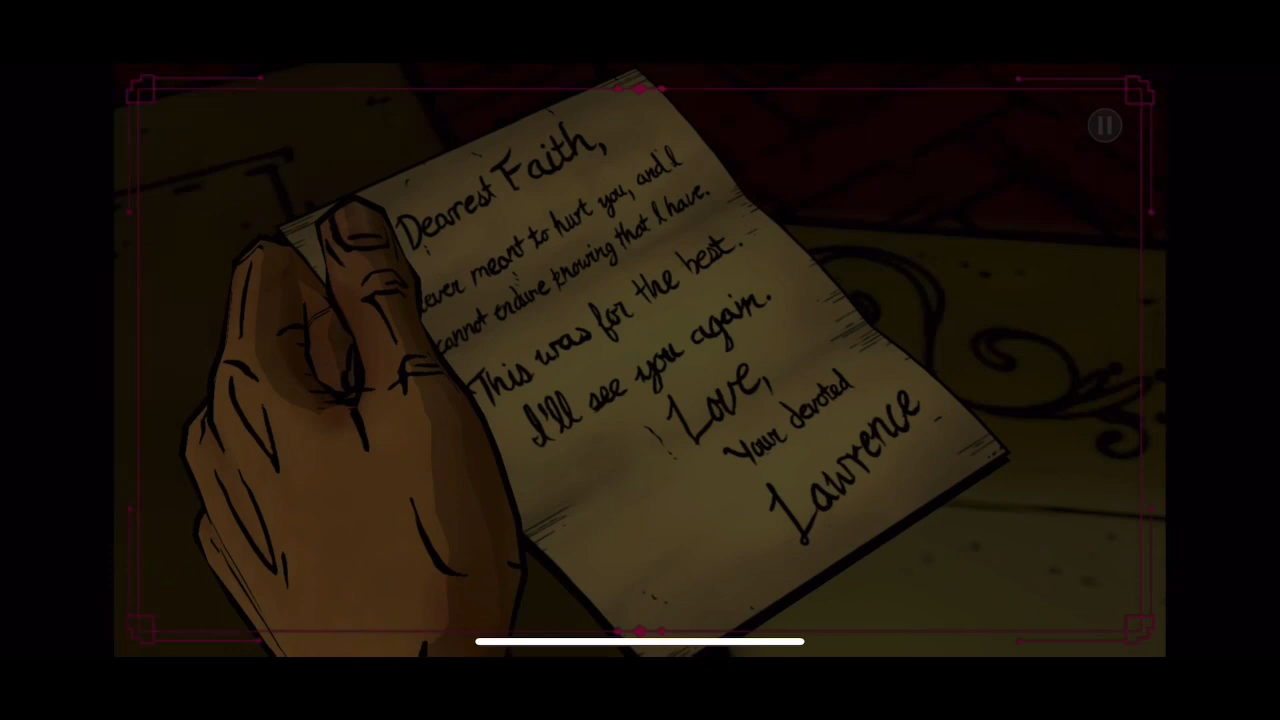 Dearest Faith,
never meant to hurt you, and I
cannot endure knowing that I have.
This was for the best.
I'll see you again.
Love,
Your devoted
Lawrence